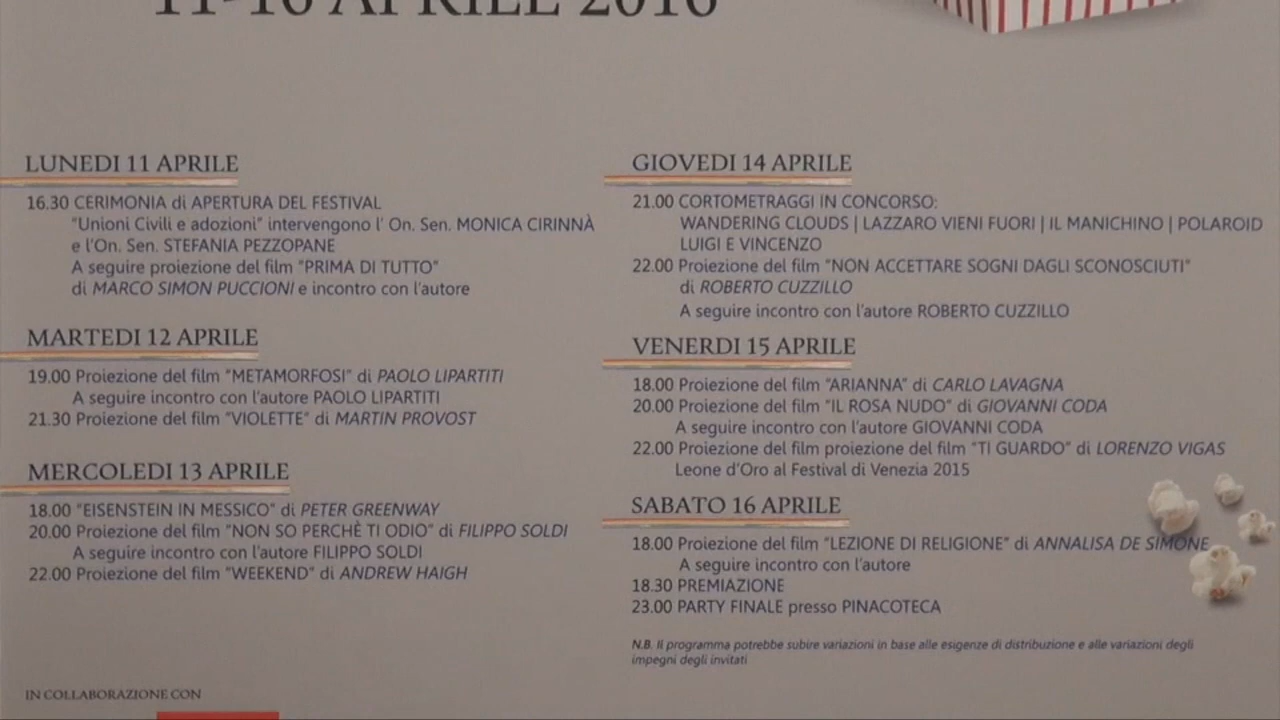 11-16 APRILE 2016
LUNEDI 11 APRILE
16.30 CERIMONIA di APERTURA DEL FESTIVAL
"Unioni Civili e adozioni" intervengono l' On. Sen. MONICA CIRINNÀ
e l'On. Sen. STEFANIA PEZZOPANE
A seguire proiezione del film "PRIMA DI TUTTO"
di MARCO SIMON PUCCIONI e incontro con l'autore
MARTEDI 12 APRILE
19.00 Proiezione del film "METAMORFOSI" di PAOLO LIPARTITI
A seguire incontro con l'autore PAOLO LIPARTITI
21.30 Proiezione del film "VIOLETTE" di MARTIN PROVOST
MERCOLEDI 13 APRILE
18.00 "EISENSTEIN IN MESSICO" di PETER GREENWAY
20.00 Proiezione del film "NON SO PERCHÈ TI ODIO" di FILIPPO SOLDI
A seguire incontro con l'autore FILIPPO SOLDI
22.00 Proiezione del film "WEEKEND" di ANDREW HAIGH
IN COLLABORAZIONE CON
GIOVEDI 14 APRILE
21.00 CORTOMETRAGGI IN CONCORSO:
WANDERING CLOUDS | LAZZARO VIENI FUORI | IL MANICHINO | POLAROID
LUIGI E VINCENZO
22.00 Proiezione del film "NON ACCETTARE SOGNI DAGLI SCONOSCIUTI"
di ROBERTO CUZZILLO
A seguire incontro con l'autore ROBERTO CUZZILLO
VENERDI 15 APRILE
18.00 Proiezione del film "ARIANNA" di CARLO LAVAGNA
20.00 Proiezione del film "IL ROSA NUDO" di GIOVANNI CODA
A seguire incontro con l'autore GIOVANNI CODA
22.00 Proiezione del film proiezione del film "TI GUARDO" di LORENZO VIGAS
Leone d'Oro al Festival di Venezia 2015
SABATO 16 APRILE
18.00 Proiezione del film "LEZIONE DI RELIGIONE" di ANNALISA DE SIMONE
A seguire incontro con l'autore
18.30 PREMIAZIONE
23.00 PARTY FINALE presso PINACOTECA
N.B. Il programma potrebbe subire variazioni in base alle esigenze di distribuzione e alle variazioni degli
impegni degli invitati